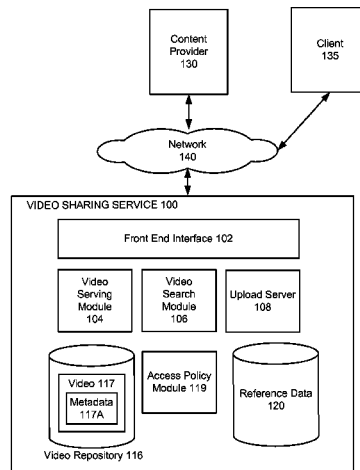 Content
Provider
130
Client
135
Network
140
VIDEO SHARING SERVICE 100
Front End Interface 102
Video
Serving
Module
104
Video
Search
Module
106
Upload Server
108
Video 117
Metadata
117A
Video Repository 116
Access Policy
Module 119
Reference Data
120